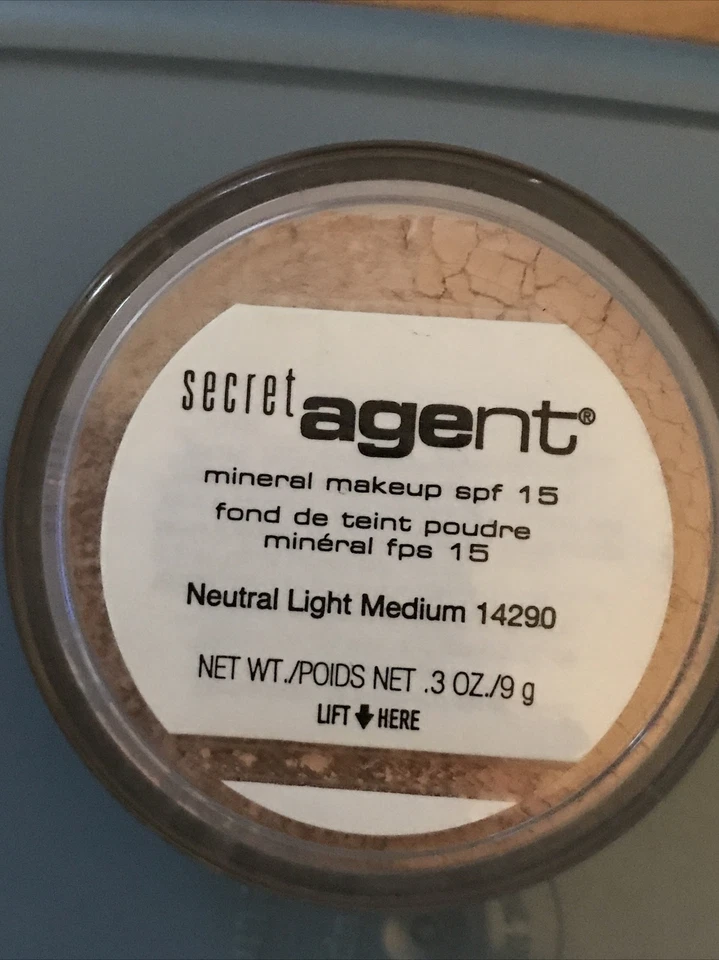 secret agent®
mineral makeup spf 15
fond de teint poudre
minéral fps 15
Neutral Light Medium 14290
NET WT./POIDS NET .3 OZ./9 g
LIFT HERE